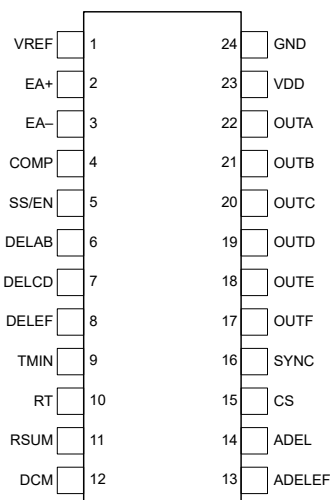 VREF 1 24 GND
EA+ 2 23 VDD
EA– 3 22 OUTA
COMP 4 21 OUTB
SS/EN 5 20 OUTC
DELAB 6 19 OUTD
DELCD 7 18 OUTE
DELEF 8 17 OUTF
TMIN 9 16 SYNC
RT 10 15 CS
RSUM 11 14 ADEL
DCM 12 13 ADELEF